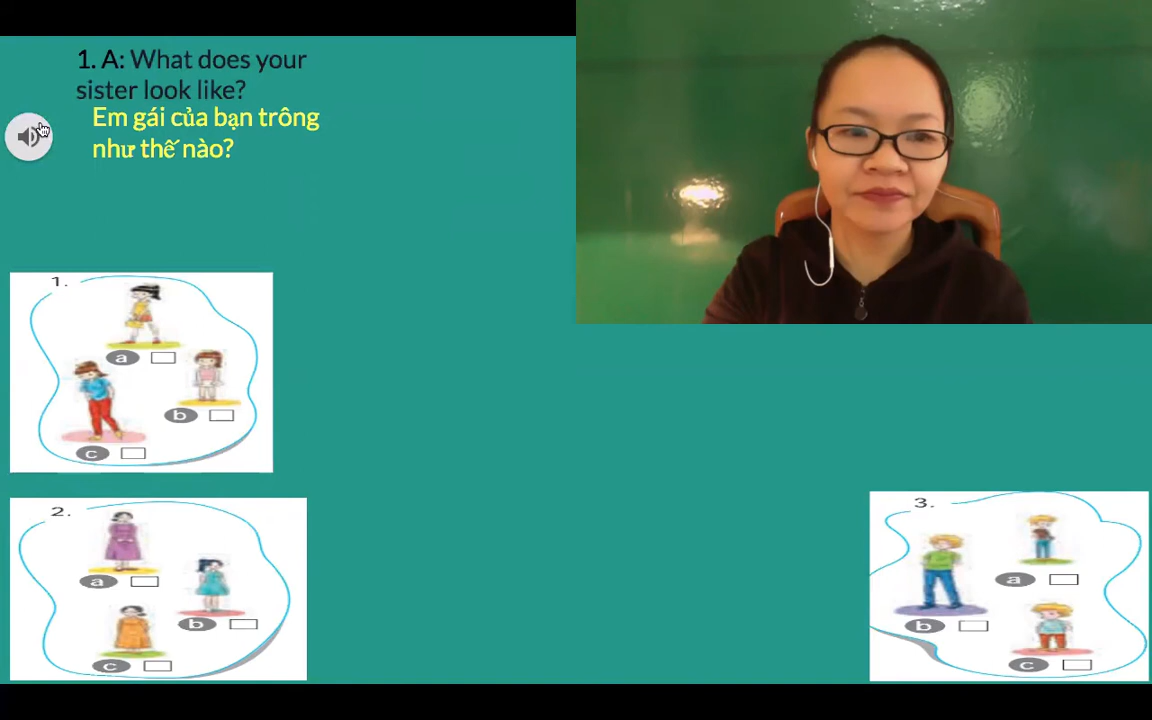 1. A: What does your
sister look like?
Em gái của bạn trông
như thế nào?
1.
a
b
c
2.
a
b
c
3.
a
b
c